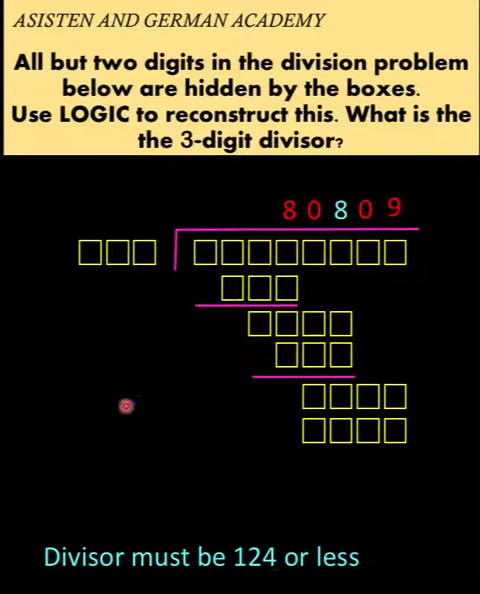 ASISTEN AND GERMAN ACADEMY
All but two digits in the division problem
below are hidden by the boxes.
Use LOGIC to reconstruct this. What is the
the 3-digit divisor?
8 0 8 0 9
□□□ □□□□□□□□
□□□
□□□□
□□□
□□□□
□□□□
Divisor must be 124 or less